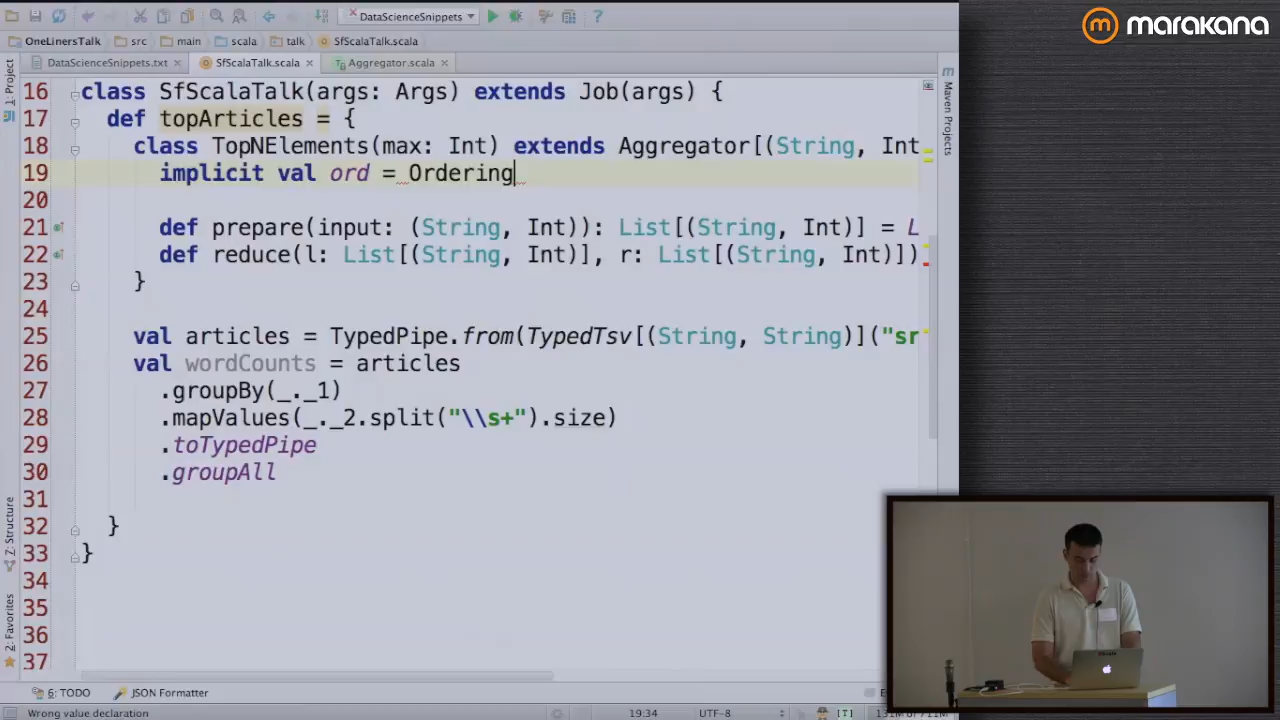 DataScienceSnippets
marakana
OneLinersTalk
src
main
scala
talk
SfScalaTalk.scala
DataScienceSnippets.txt
SfScalaTalk.scala
Aggregator.scala
1: Project
Maven Projects
16 class SfScalaTalk(args: Args) extends Job(args) {
17 def topArticles = {
18 class TopNElements(max: Int) extends Aggregator[(String, Int
19 implicit val ord = Ordering
20
21 def prepare(input: (String, Int)): List[(String, Int)] = L
22 def reduce(l: List[(String, Int)], r: List[(String, Int)])
23 }
24
25 val articles = TypedPipe.from(TypedTsv[(String, String)]("sr
26 val wordCounts = articles
27 .groupBy(_._1)
28 .mapValues(_._2.split("\\s+").size)
29 .toTypedPipe
30 .groupAll
31
32 }
33 }
34
35
36
37
7: Structure
2: Favorites
6: TODO
JSON Formatter
Wrong value declaration
19:34
UTF-8
[T]